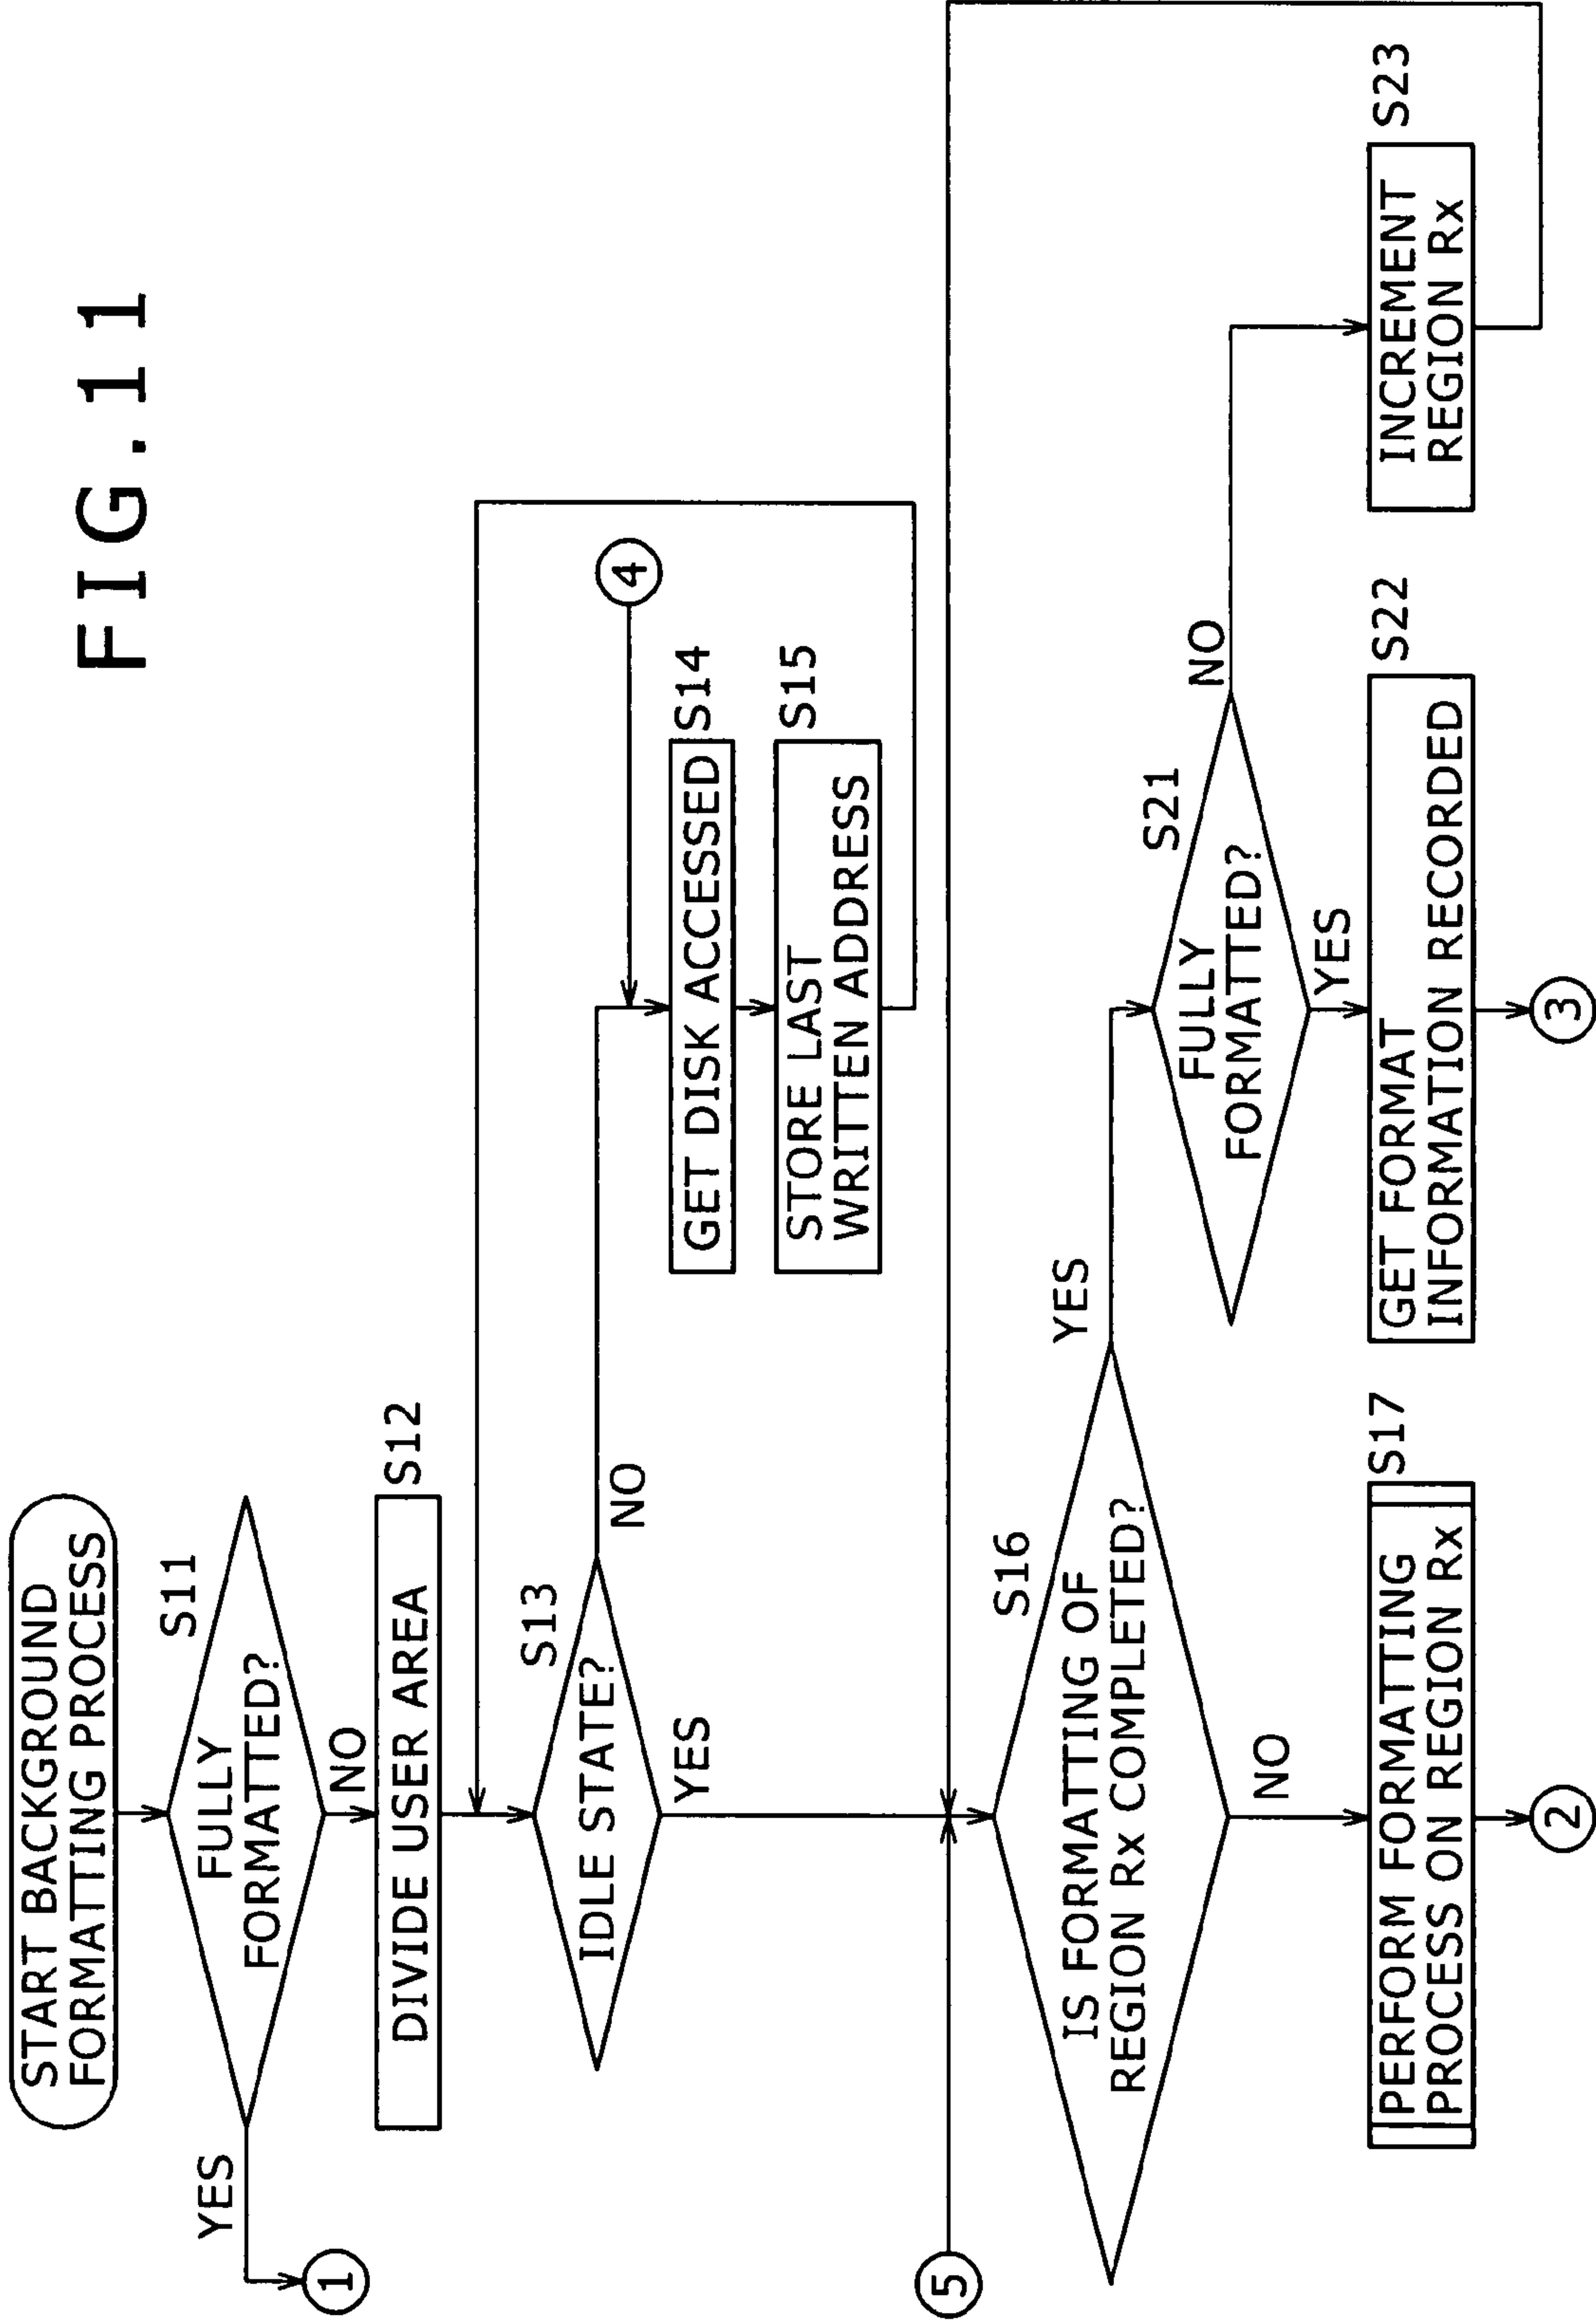 FIG.11
START BACKGROUND
FORMATTING PROCESS
S11
FULLY
FORMATTED?
YES
1
NO
S12
DIVIDE USER AREA
S13
IDLE STATE?
NO
YES
4
GET DISK ACCESSED
S14
S15
STORE LAST
WRITTEN ADDRESS
5
S16
IS FORMATTING OF
REGION Rx COMPLETED?
YES
NO
S17
PERFORM FORMATTING
PROCESS ON REGION Rx
2
S21
FULLY
FORMATTED?
NO
YES
S22
GET FORMAT
INFORMATION RECORDED
3
S23
INCREMENT
REGION Rx